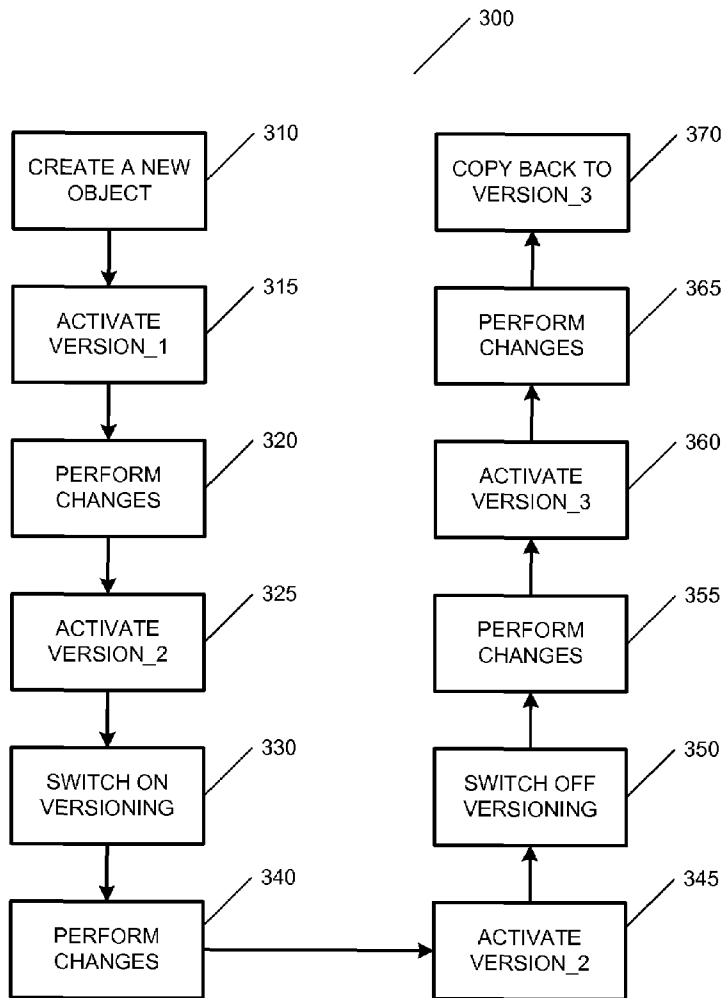 300
310
CREATE A NEW
OBJECT
315
ACTIVATE
VERSION_1
320
PERFORM
CHANGES
325
ACTIVATE
VERSION_2
330
SWITCH ON
VERSIONING
340
PERFORM
CHANGES
345
ACTIVATE
VERSION_2
350
SWITCH OFF
VERSIONING
355
PERFORM
CHANGES
360
ACTIVATE
VERSION_3
365
PERFORM
CHANGES
370
COPY BACK TO
VERSION_3